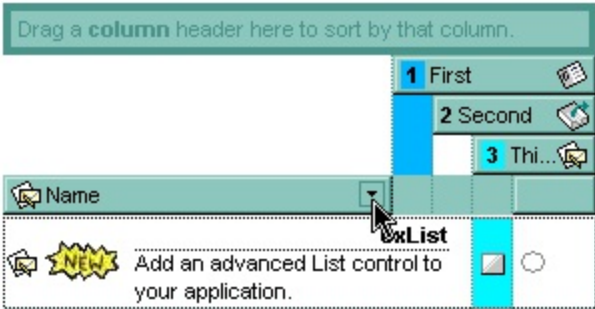 Drag a column header here to sort by that column.
1 First
2 Second
3 Thi...
Name
NEW!
exList
Add an advanced List control to
your application.